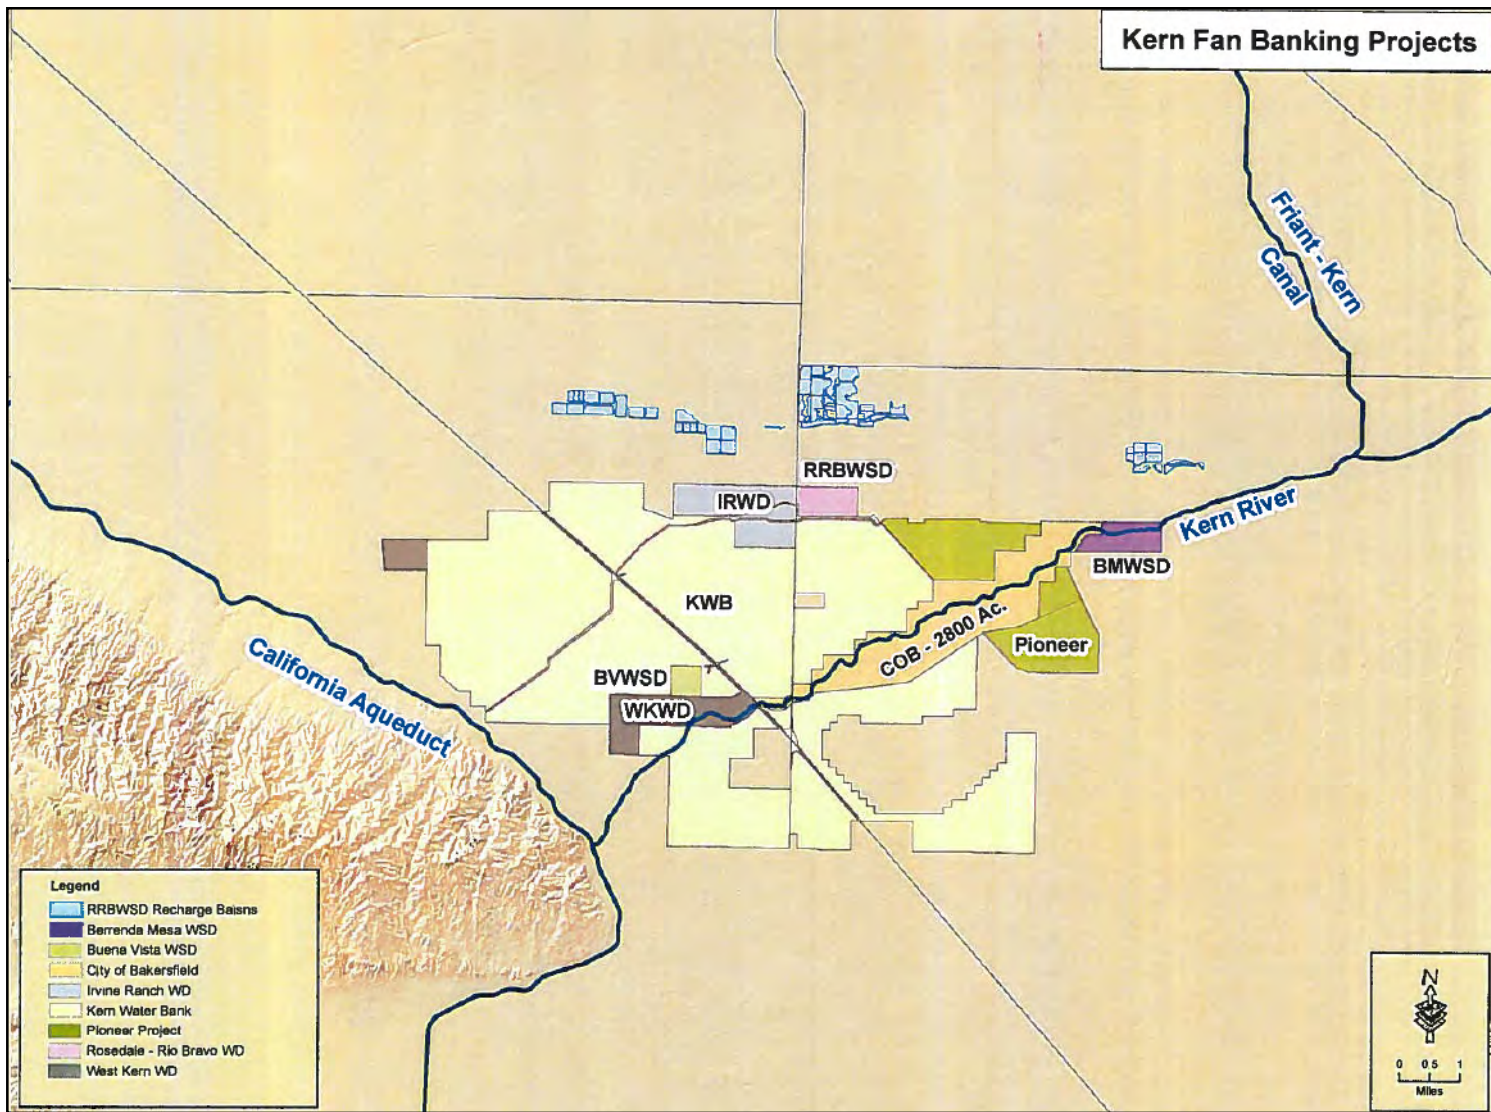 Kern Fan Banking Projects
Friant - Kern
Canal
RRBWSD
IRWD
Kern River
BMWSD
KWB
COB - 2800 Ac.
Pioneer
BVWSD
WKWD
California Aqueduct
Legend
RRBWSD Recharge Baisns
Berrenda Mesa WSD
Buena Vista WSD
City of Bakersfield
Irvine Ranch WD
Kern Water Bank
Pioneer Project
Rosedale - Rio Bravo WD
West Kern WD
N
0 0.5 1
Miles